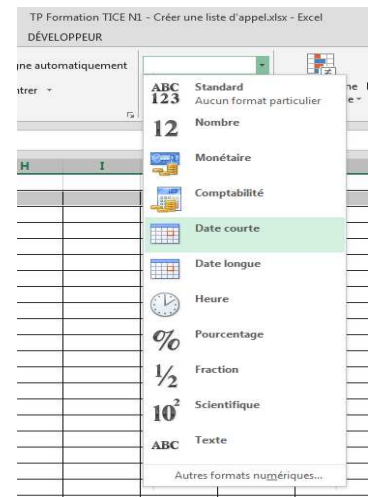 TP Formation TICE N1 - Créer une liste d'appel.xlsx - Excel
DÉVELOPPEUR
gne automatiquement
ntrer
ne
e
H I
ABC 123 Standard
Aucun format particulier
12 Nombre
Monétaire
Comptabilité
Date courte
Date longue
Heure
% Pourcentage
1/2 Fraction
10² Scientifique
ABC Texte
Autres formats numériques...